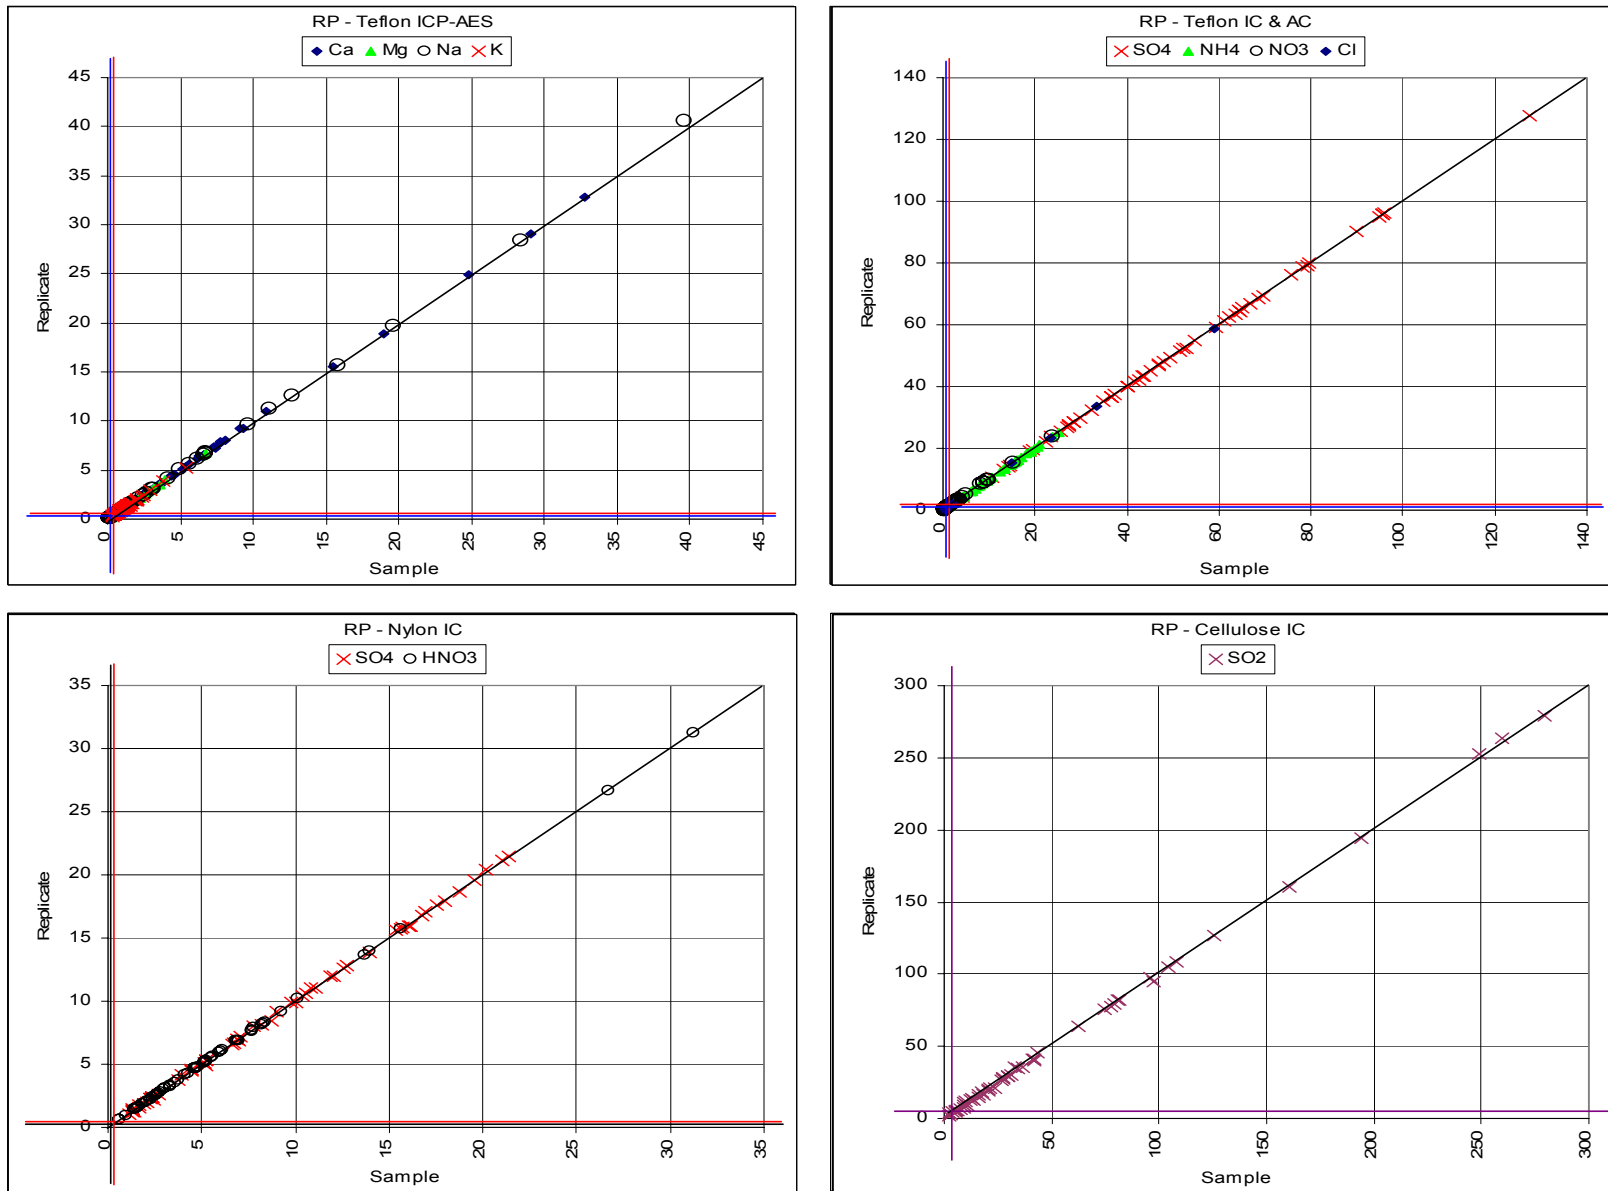 RP - Teflon ICP-AES
Ca Mg Na K
45
40
35
30
25
20
15
10
5
0
Replicate
0 5 10 15 20 25 30 35 40 45
Sample
RP - Teflon IC & AC
SO4 NH4 NO3 Cl
140
120
100
80
60
40
20
0
Replicate
0 20 40 60 80 100 120 140
Sample
RP - Nylon IC
SO4 HNO3
35
30
25
20
15
10
5
0
Replicate
0 5 10 15 20 25 30 35
Sample
RP - Cellulose IC
SO2
300
250
200
150
100
50
0
Replicate
0 50 100 150 200 250 300
Sample